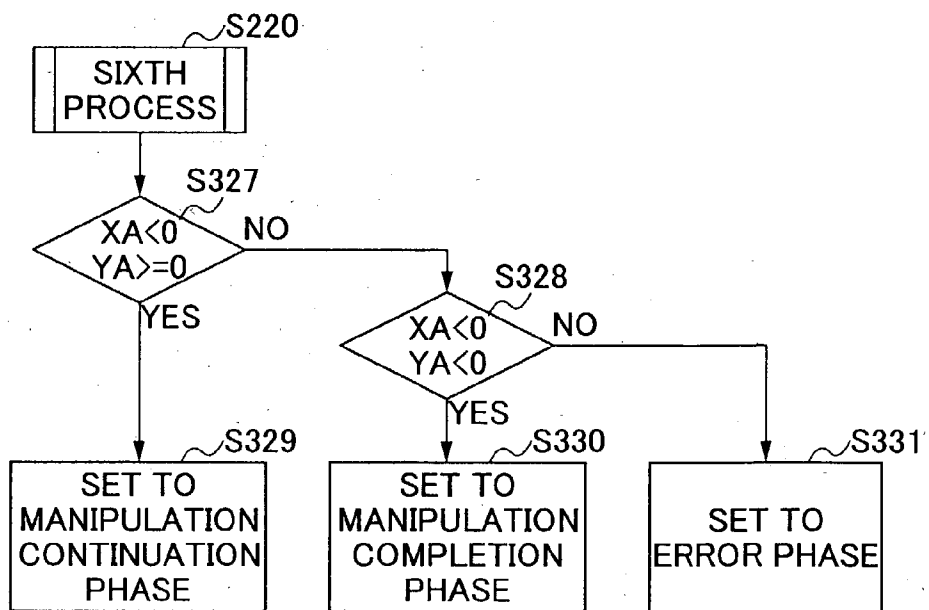 S220
SIXTH
PROCESS
S327
XA<0
YA>=0
NO
YES
S328
XA<0
YA<0
NO
YES
S329
SET TO
MANIPULATION
CONTINUATION
PHASE
S330
SET TO
MANIPULATION
COMPLETION
PHASE
S331
SET TO
ERROR PHASE